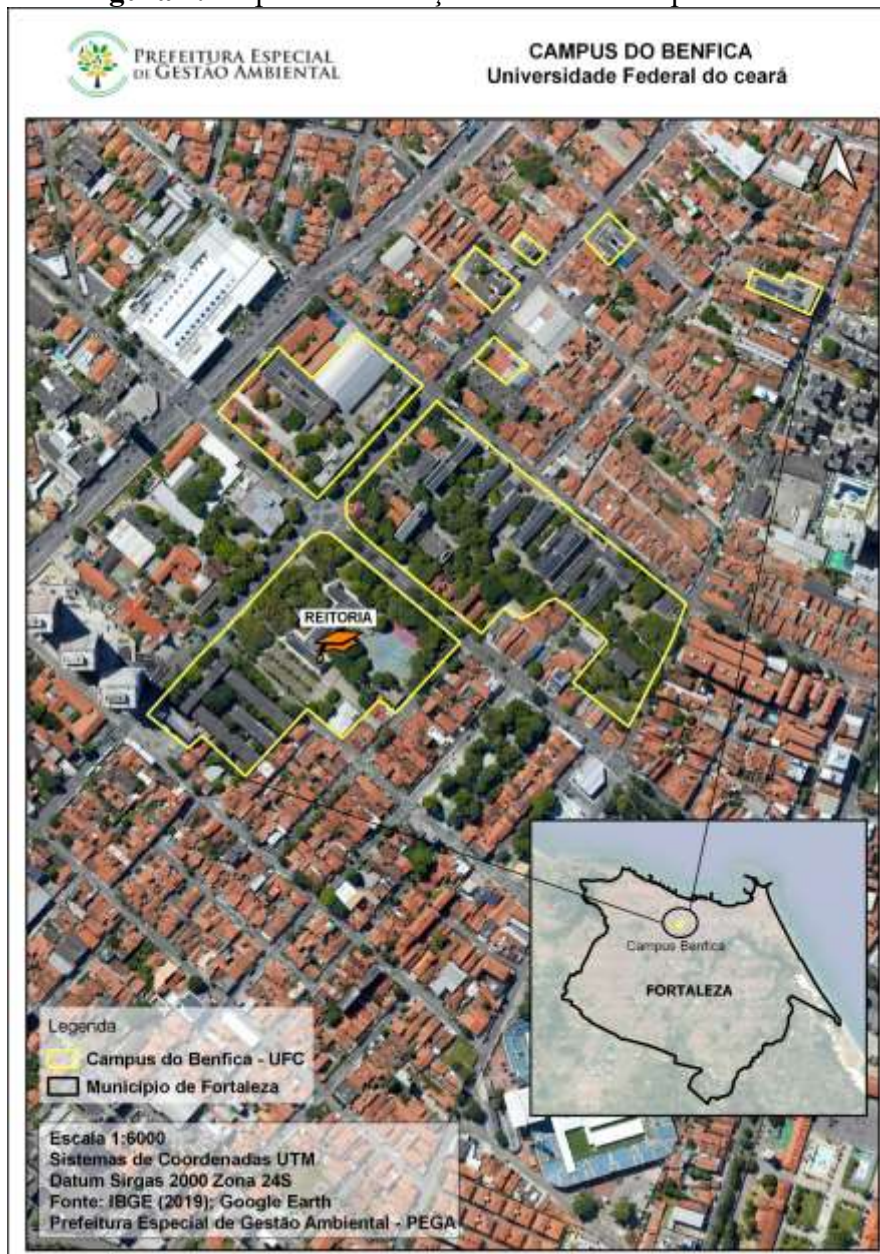 PREFEITURA ESPECIAL
DE GESTÃO AMBIENTAL
CAMPUS DO BENFICA
Universidade Federal do ceará
REITORIA
Campus Benfica
FORTALEZA
Legenda
Campus do Benfica - UFC
Município de Fortaleza
Escala 1:6000
Sistemas de Coordenadas UTM
Datum Sirgas 2000 Zona 24S
Fonte: IBGE (2019); Google Earth
Prefeitura Especial de Gestão Ambiental - PEGA